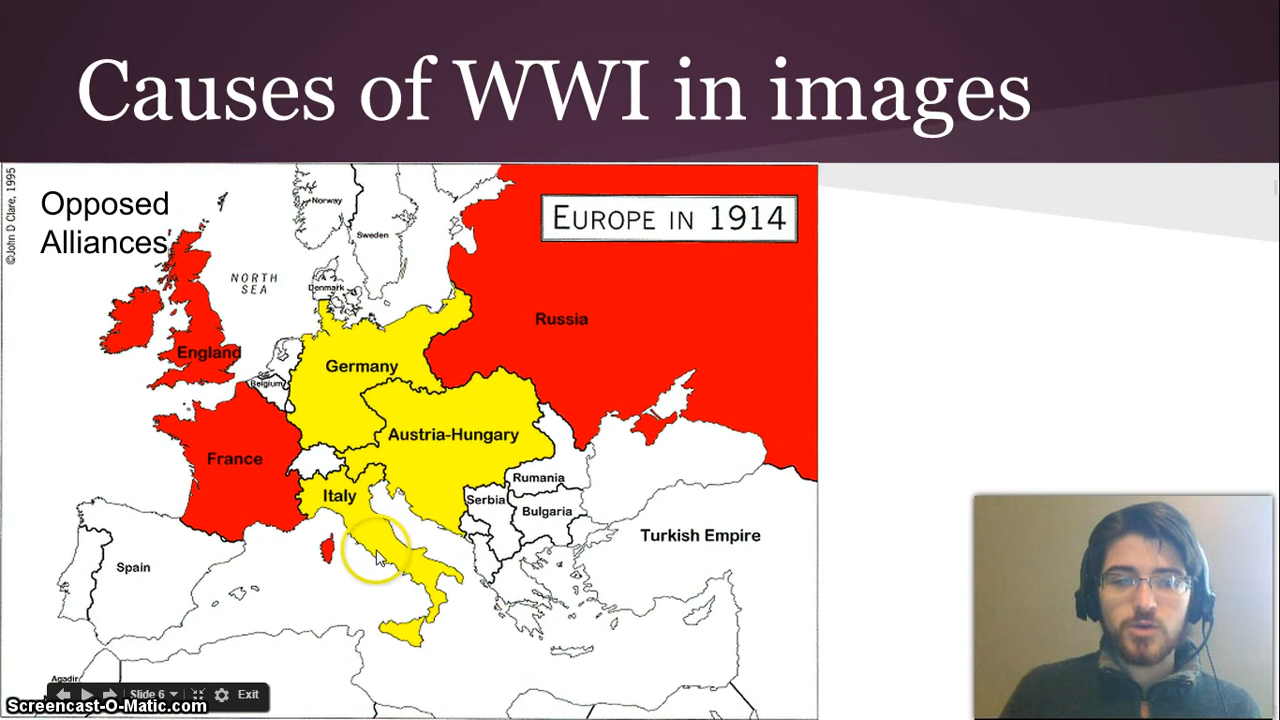 Causes of WWI in images
©John D Clare, 1995
Opposed
Alliances
EUROPE IN 1914
Norway
Sweden
NORTH
SEA
Denmark
Russia
England
Germany
Belgium
Austria-Hungary
France
Rumania
Italy
Serbia
Bulgaria
Turkish Empire
Spain
Agadir
Slide 6
Exit
Screencast-O-Matic.com